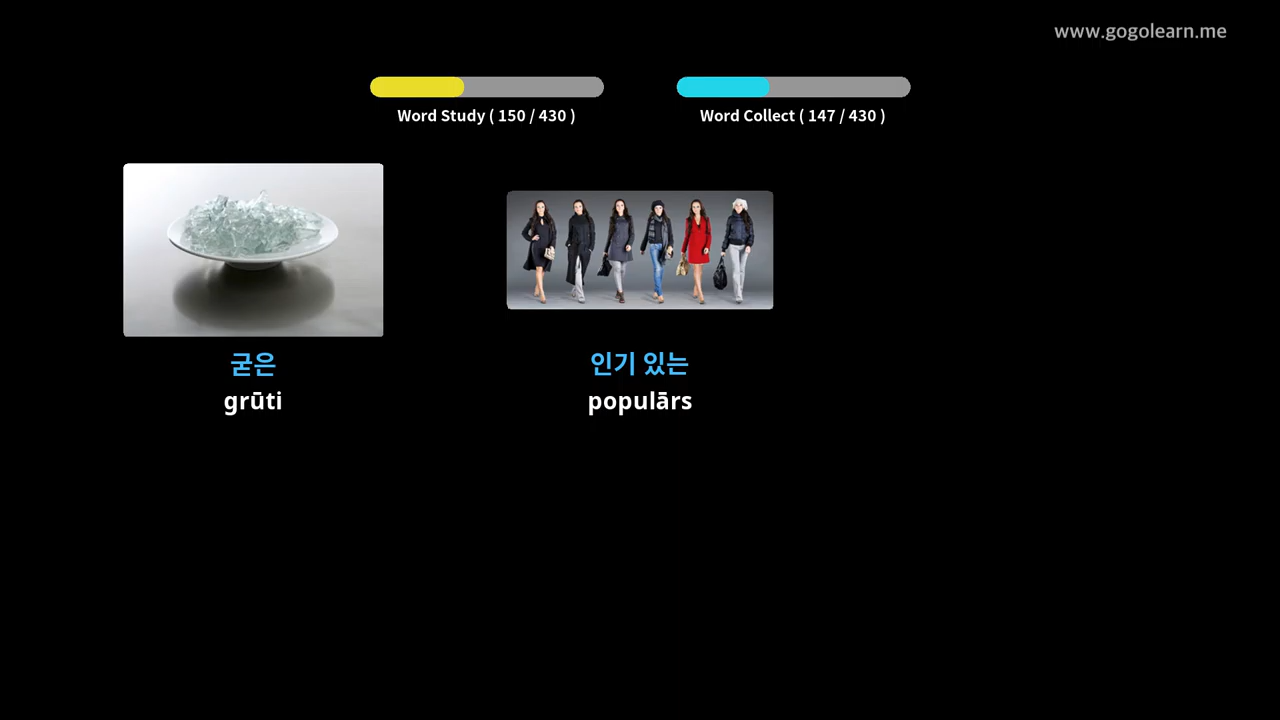 www.gogolearn.me
Word Study ( 150 / 430 )
Word Collect ( 147 / 430 )
굳은
grūti
인기 있는
populārs